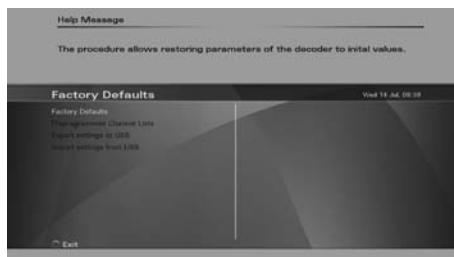 Help Message
The procedure allows restoring parameters of the decoder to inital values.
Factory Defaults
Wed 14 Jul, 08:59
Factory Defaults
Preprogrammed Channel Lists
Export settings to USB
Import settings from USB
Exit